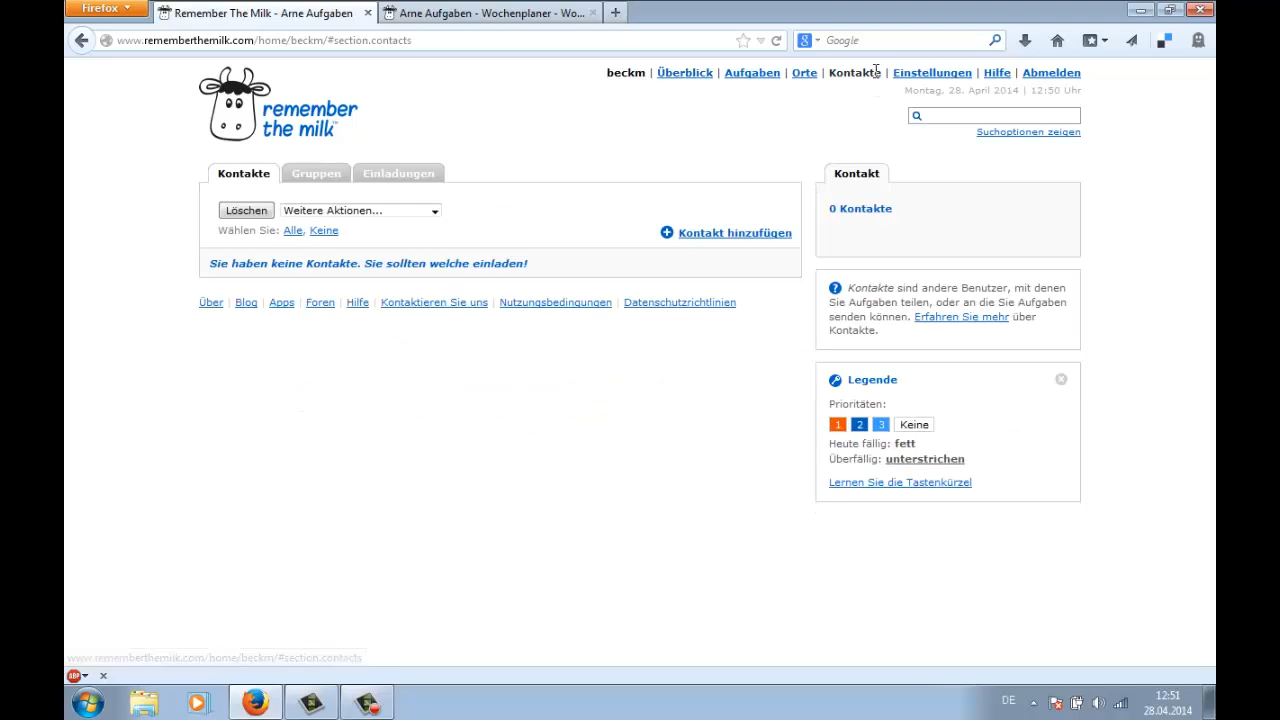 Firefox
Remember The Milk - Arne Aufgaben
Arne Aufgaben - Wochenplaner - Wo...
www.rememberthemilk.com/home/beckm/#section.contacts
Google
beckm | Überblick | Aufgaben | Orte | Kontakte | Einstellungen | Hilfe | Abmelden
Montag, 28. April 2014 | 12:50 Uhr
remember
the milk
Suchoptionen zeigen
Kontakte Gruppen Einladungen
Löschen Weitere Aktionen...
Wählen Sie: Alle, Keine
Kontakt hinzufügen
Sie haben keine Kontakte. Sie sollten welche einladen!
Über | Blog | Apps | Foren | Hilfe | Kontaktieren Sie uns | Nutzungsbedingungen | Datenschutzrichtlinien
Kontakt
0 Kontakte
Kontakte sind andere Benutzer, mit denen
Sie Aufgaben teilen, oder an die Sie Aufgaben
senden können. Erfahren Sie mehr über
Kontakte.
Legende
Prioritäten:
1 2 3 Keine
Heute fällig: fett
Überfällig: unterstrichen
Lernen Sie die Tastenkürzel
www.rememberthemilk.com/home/beckm/#section.contacts
ABP
DE
12:51
28.04.2014